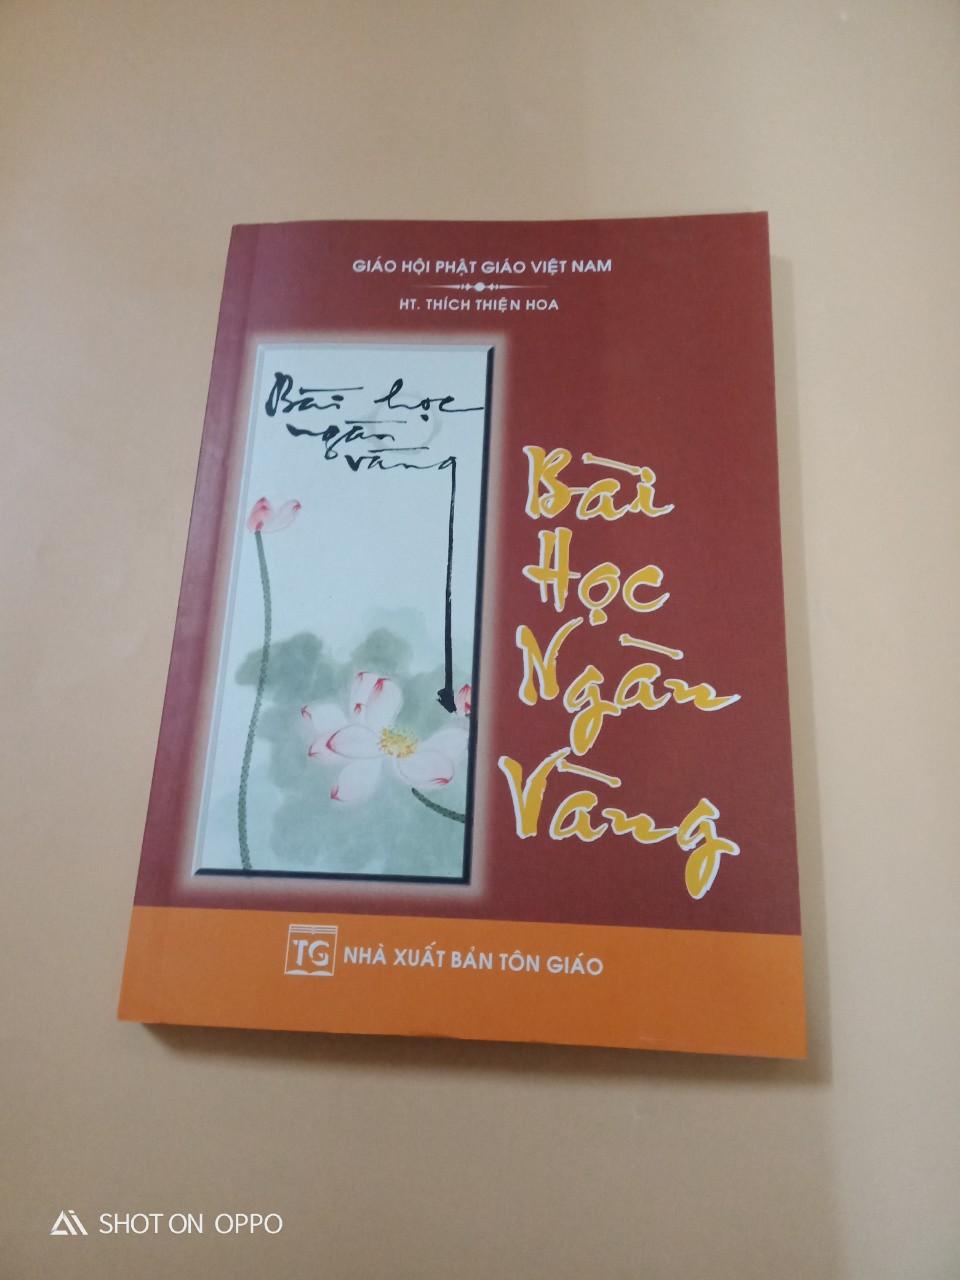 GIÁO HỘI PHẬT GIÁO VIỆT NAM
HT. THÍCH THIỆN HOA
Bài học
ngàn
vàng
Bài
Học
Ngàn
Vàng
TG
NHÀ XUẤT BẢN TÔN GIÁO
SHOT ON OPPO